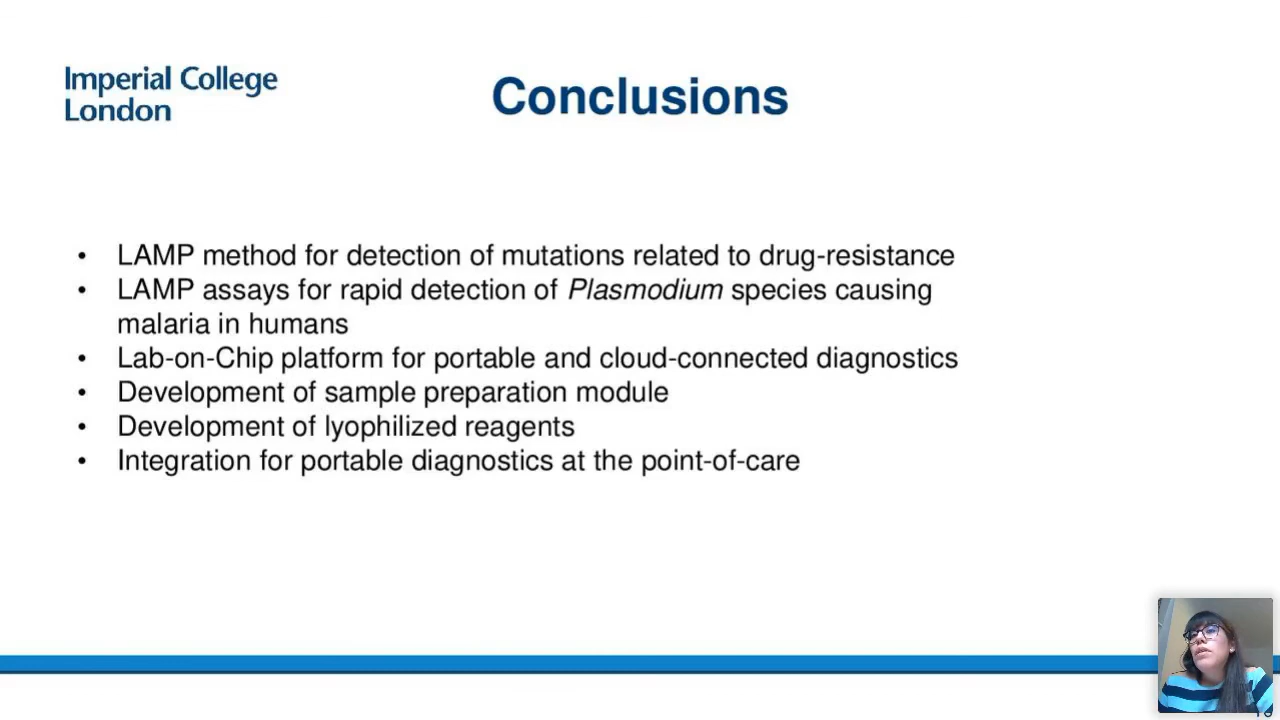 Imperial College
London
Conclusions
• LAMP method for detection of mutations related to drug-resistance
• LAMP assays for rapid detection of Plasmodium species causing
malaria in humans
• Lab-on-Chip platform for portable and cloud-connected diagnostics
• Development of sample preparation module
• Development of lyophilized reagents
• Integration for portable diagnostics at the point-of-care